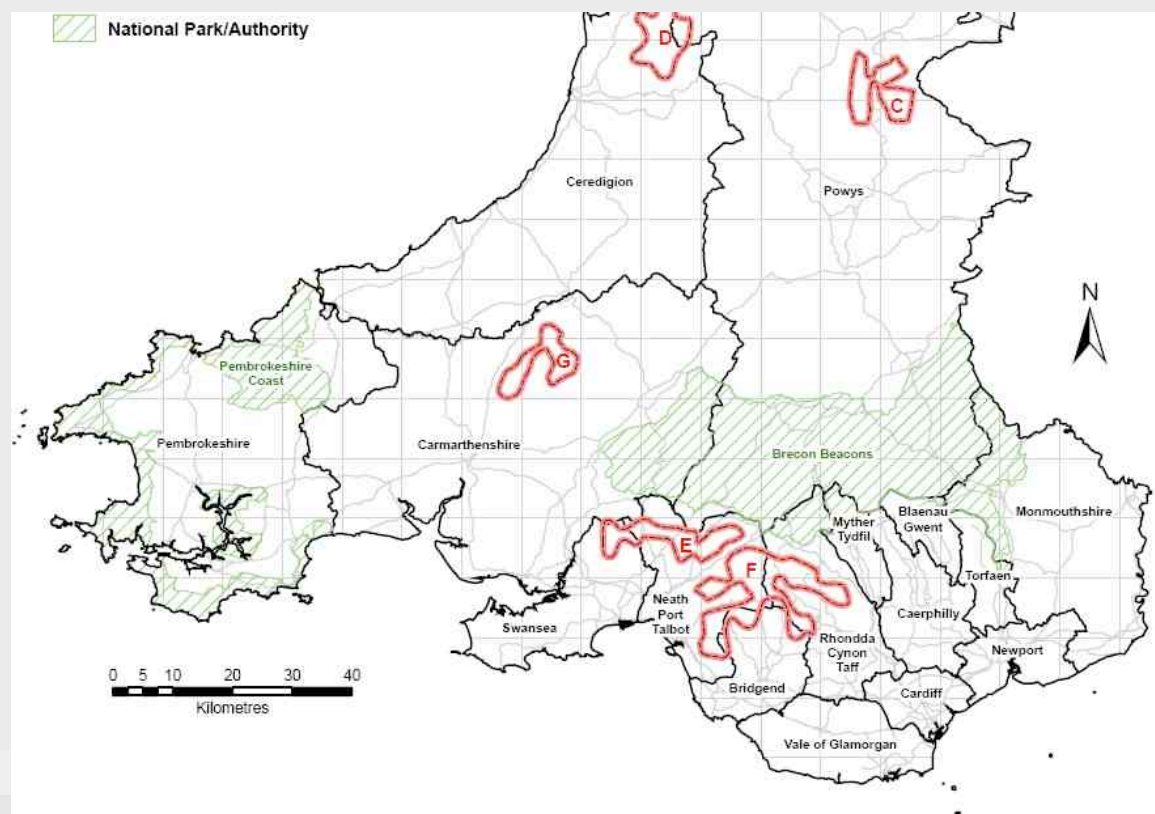 National Park/Authority
D
C
Ceredigion
Powys
N
G
Pembrokeshire
Coast
Pembrokeshire
Carmarthenshire
Brecon Beacons
Monmouthshire
Blaenau
Gwent
Myther
Tydfil
E
F
Torfaen
Neath
Port
Talbot
Caerphilly
Swansea
Rhondda
Cynon
Taff
Newport
Bridgend
Cardiff
Vale of Glamorgan
0 5 10 20 30 40
Kilometres